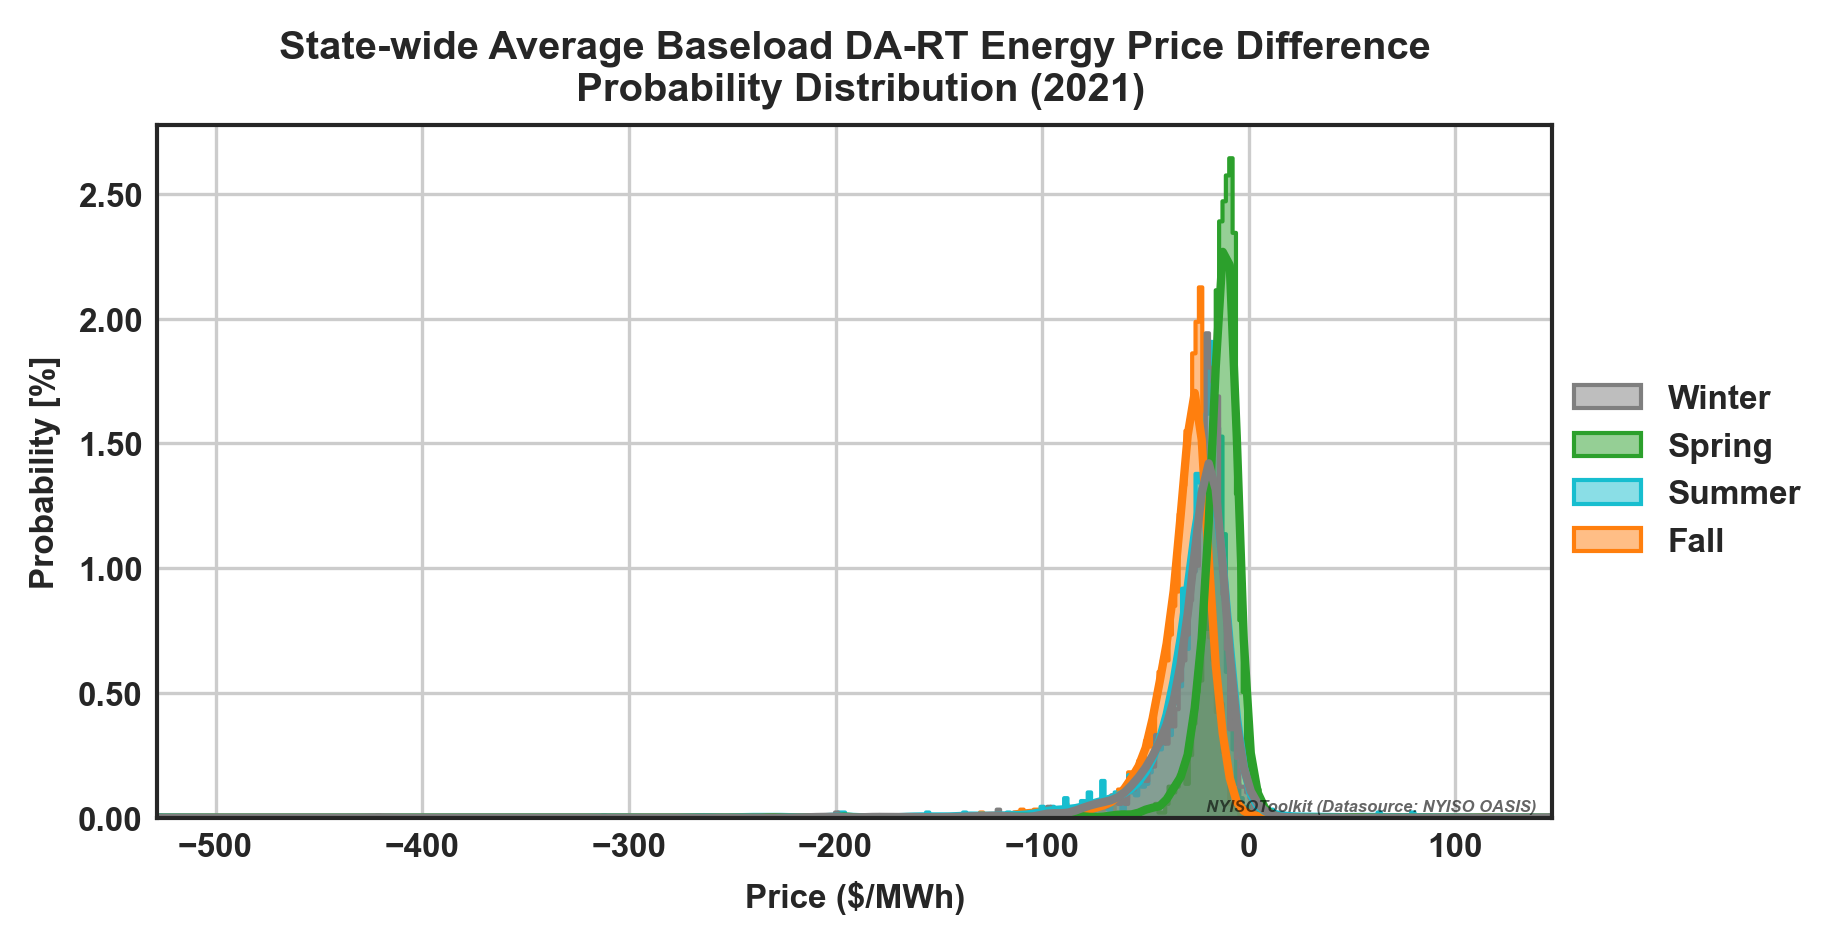 State-wide Average Baseload DA-RT Energy Price Difference
Probability Distribution (2021)
Probability [%]
2.50
2.00
1.50
1.00
0.50
0.00
−500
−400
−300
−200
−100
0
100
Price ($/MWh)
Winter
Spring
Summer
Fall
NYISOToolkit (Datasource: NYISO OASIS)